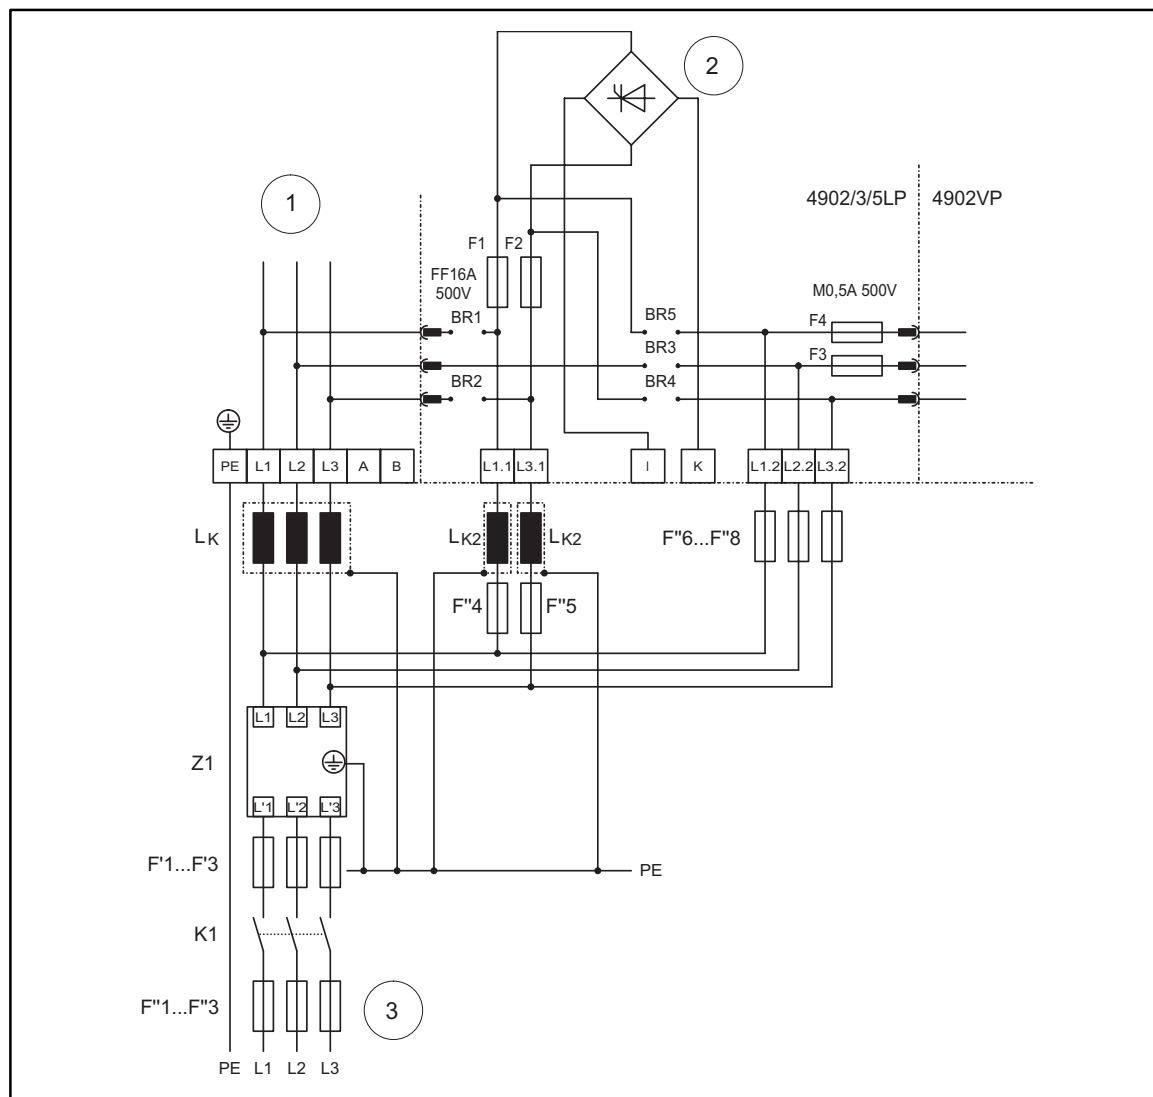 2
1
4902/3/5LP 4902VP
F1 F2
FF16A
500V
M0,5A 500V
BR1
BR5
F4
BR3
F3
BR2
BR4
PE L1 L2 L3 A B L1.1 L3.1 I K L1.2 L2.2 L3.2
LK
LK2
LK2
F"6...F"8
F"4
F"5
L1 L2 L3
Z1
L'1 L'2 L'3
F'1...F'3
PE
K1
F"1...F"3
3
PE L1 L2 L3